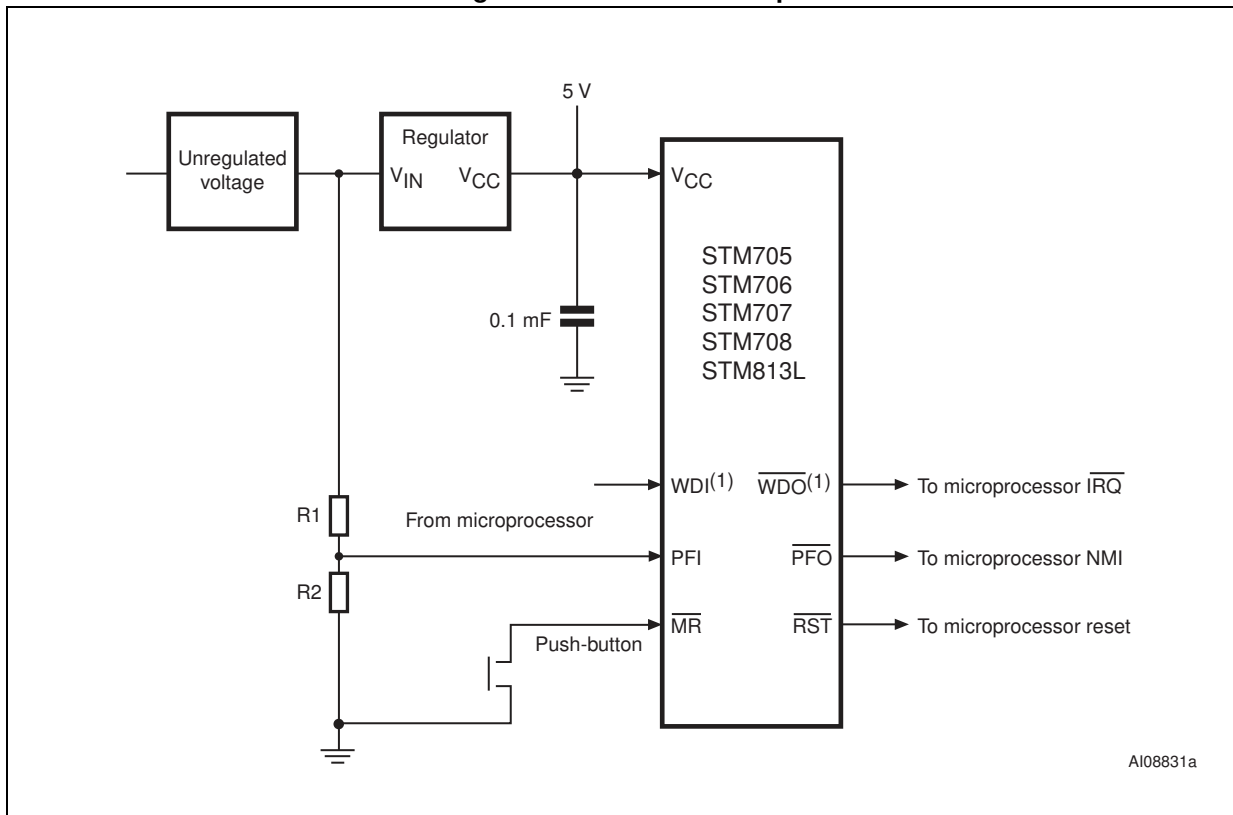 5 V
Unregulated
voltage
Regulator
VIN VCC
VCC
STM705
STM706
STM707
STM708
STM813L
0.1 mF
WDI(1) WDO(1) To microprocessor IRQ
R1
From microprocessor
PFI PFO To microprocessor NMI
R2
MR RST To microprocessor reset
Push-button
AI08831a